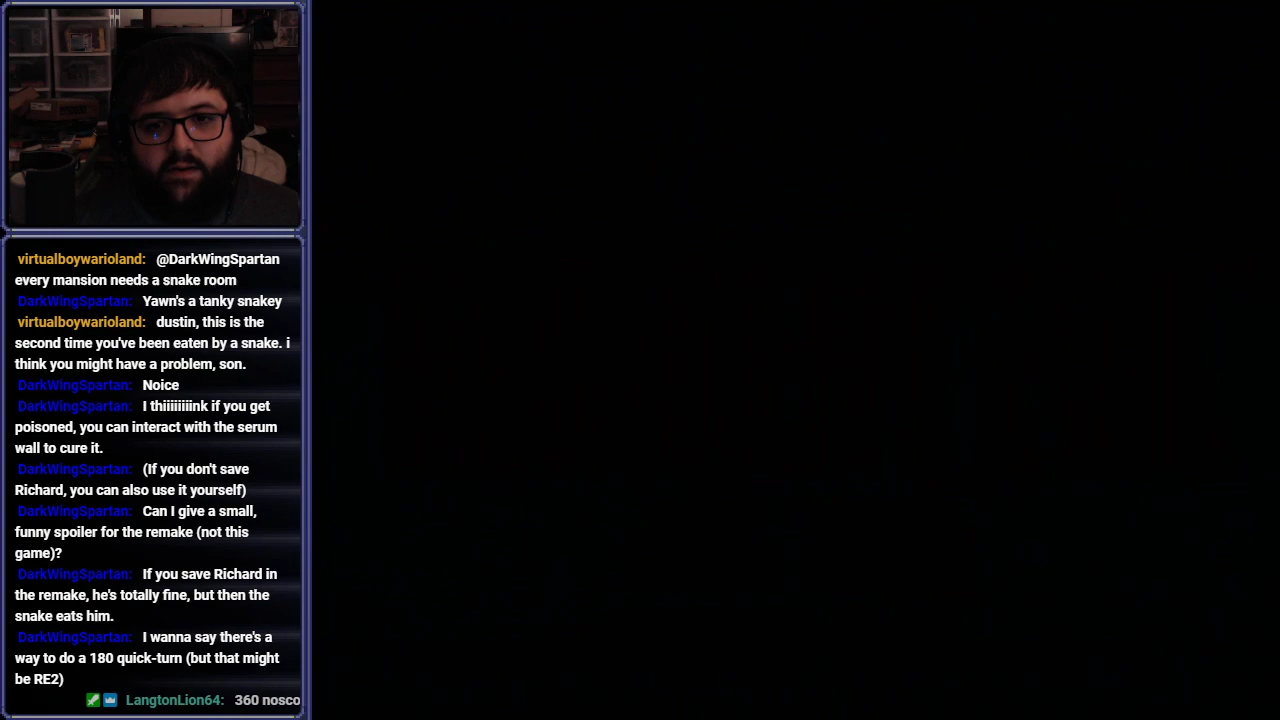 virtualboywarioland: @DarkWingSpartan
every mansion needs a snake room
DarkWingSpartan: Yawn's a tanky snakey
virtualboywarioland: dustin, this is the
second time you've been eaten by a snake. i
think you might have a problem, son.
DarkWingSpartan: Noice
DarkWingSpartan: I thiiiiiiiink if you get
poisoned, you can interact with the serum
wall to cure it.
DarkWingSpartan: (If you don't save
Richard, you can also use it yourself)
DarkWingSpartan: Can I give a small,
funny spoiler for the remake (not this
game)?
DarkWingSpartan: If you save Richard in
the remake, he's totally fine, but then the
snake eats him.
DarkWingSpartan: I wanna say there's a
way to do a 180 quick-turn (but that might
be RE2)
LangtonLion64: 360 nosco